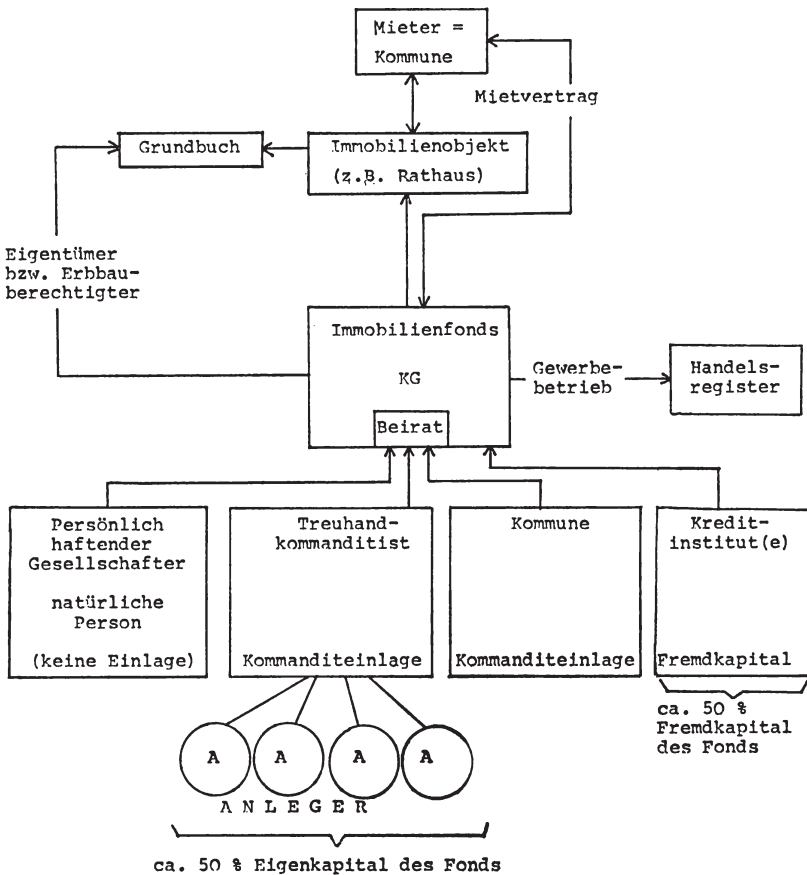 Mieter =
Kommune
Mietvertrag
Grundbuch
Immobilienobjekt
(z.B. Rathaus)
Eigentümer
bzw. Erbbau-
berechtigter
Immobilienfonds
KG
Beirat
Gewerbe-
betrieb
Handels-
register
Persönlich
haftender
Gesellschafter
natürliche
Person
(keine Einlage)
Treuhand-
kommanditist
Kommanditeinlage
Kommune
Kommanditeinlage
Kredit-
institut(e)
Fremdkapital
ca. 50 %
Fremdkapital
des Fonds
A A A A
A N L E G E R
ca. 50 % Eigenkapital des Fonds